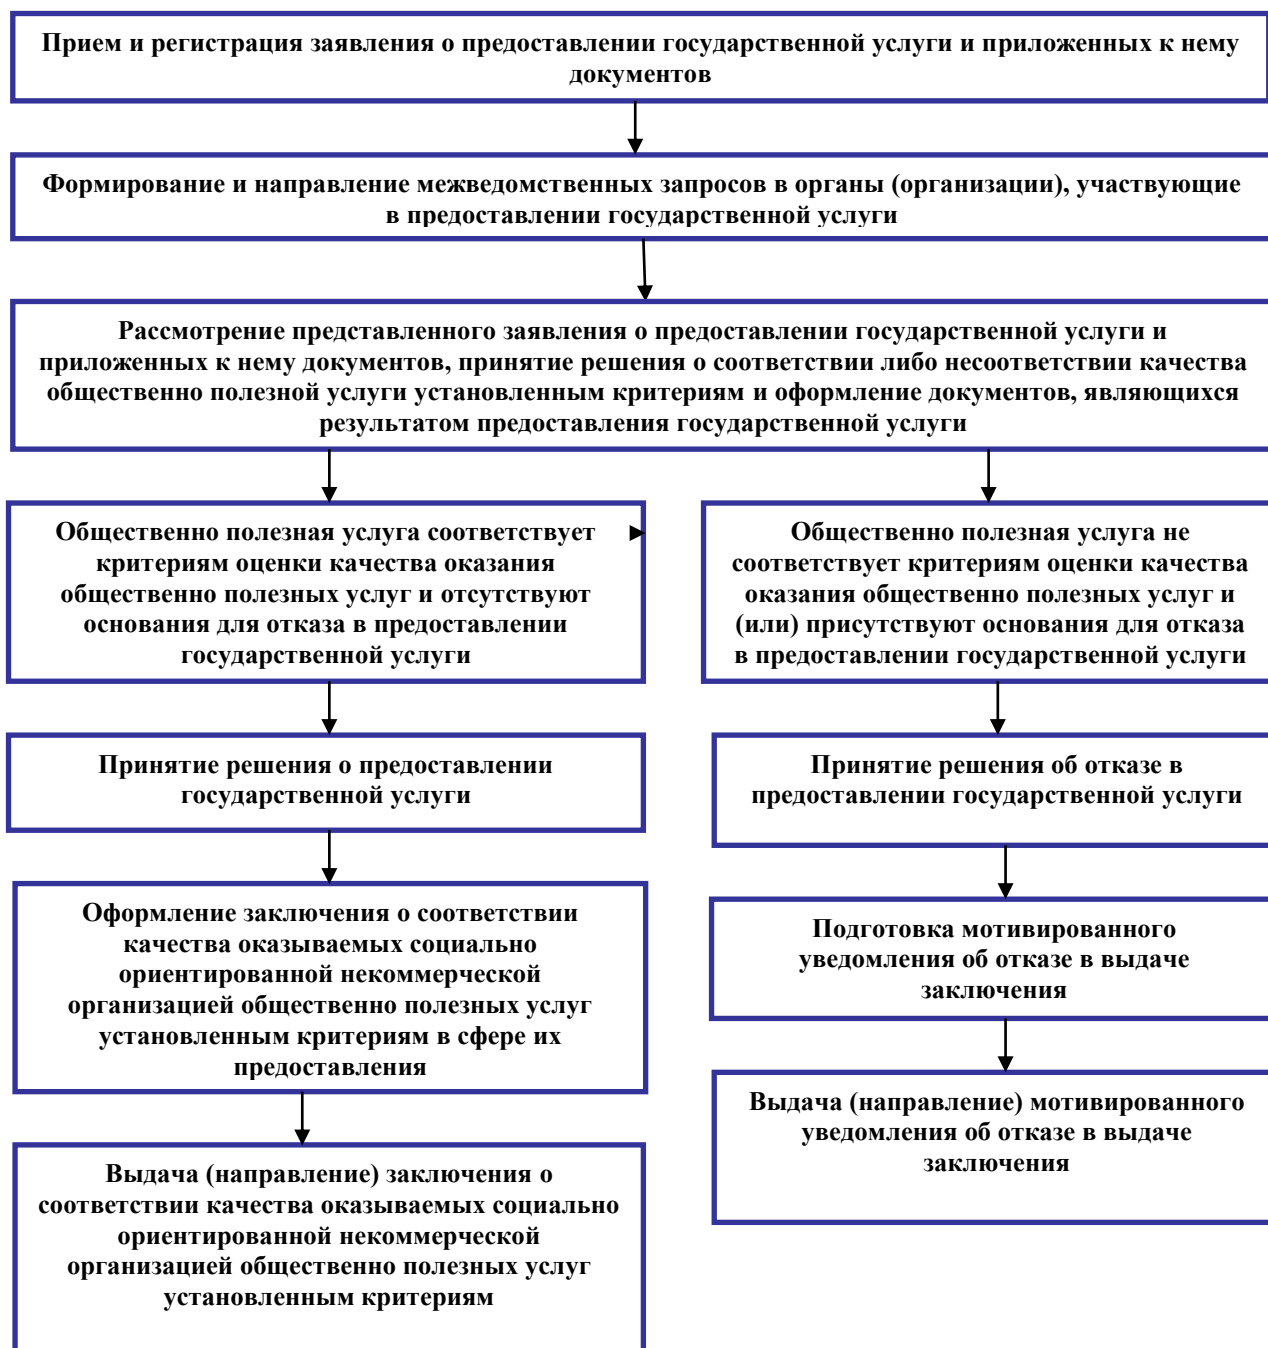 Прием и регистрация заявления о предоставлении государственной услуги и приложенных к нему
документов
Формирование и направление межведомственных запросов в органы (организации), участвующие
в предоставлении государственной услуги
Рассмотрение представленного заявления о предоставлении государственной услуги и
приложенных к нему документов, принятие решения о соответствии либо несоответствии качества
общественно полезной услуги установленным критериям и оформление документов, являющихся
результатом предоставления государственной услуги
Общественно полезная услуга соответствует
критериям оценки качества оказания
общественно полезных услуг и отсутствуют
основания для отказа в предоставлении
государственной услуги
Общественно полезная услуга не
соответствует критериям оценки качества
оказания общественно полезных услуг и
(или) присутствуют основания для отказа
в предоставлении государственной услуги
Принятие решения о предоставлении
государственной услуги
Принятие решения об отказе в
предоставлении государственной услуги
Оформление заключения о соответствии
качества оказываемых социально
ориентированной некоммерческой
организацией общественно полезных услуг
установленным критериям в сфере их
предоставления
Подготовка мотивированного
уведомления об отказе в выдаче
заключения
Выдача (направление) заключения о
соответствии качества оказываемых социально
ориентированной некоммерческой
организацией общественно полезных услуг
установленным критериям
Выдача (направление) мотивированного
уведомления об отказе в выдаче
заключения